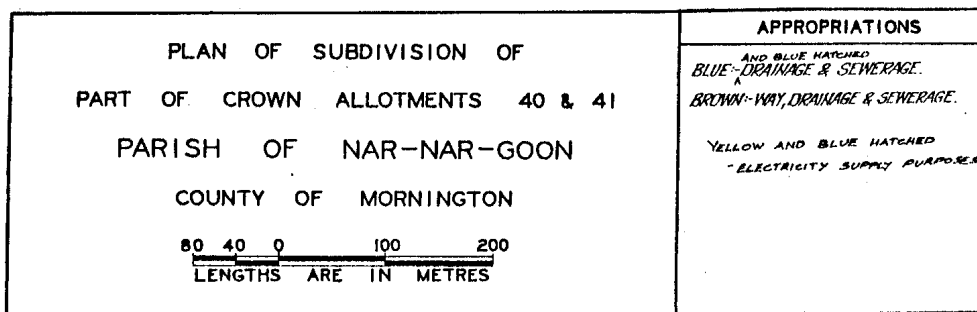 PLAN OF SUBDIVISION OF
PART OF CROWN ALLOTMENTS 40 & 41
PARISH OF NAR-NAR-GOON
COUNTY OF MORNINGTON
80 40 0 100 200
LENGTHS ARE IN METRES
APPROPRIATIONS
AND BLUE HATCHED
BLUE:-DRAINAGE & SEWERAGE.
BROWN:-WAY, DRAINAGE & SEWERAGE.
YELLOW AND BLUE HATCHED
- ELECTRICITY SUPPLY PURPOSES